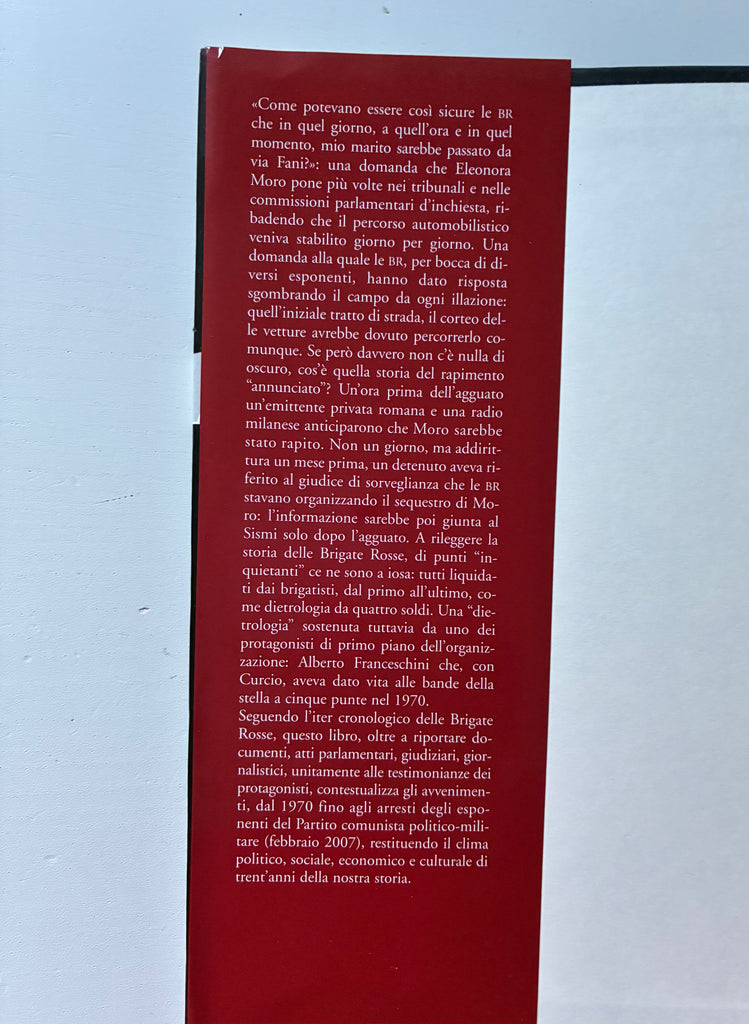 «Come potevano essere così sicure le BR
che in quel giorno, a quell'ora e in quel
momento, mio marito sarebbe passato da
via Fani?»: una domanda che Eleonora
Moro pone più volte nei tribunali e nelle
commissioni parlamentari d'inchiesta, ri-
badendo che il percorso automobilistico
veniva stabilito giorno per giorno. Una
domanda alla quale le BR, per bocca di di-
versi esponenti, hanno dato risposta
sgombrando il campo da ogni illazione:
quell'iniziale tratto di strada, il corteo del-
le vetture avrebbe dovuto percorrerlo co-
munque. Se però davvero non c'è nulla di
oscuro, cos'è quella storia del rapimento
“annunciato”? Un'ora prima dell'agguato
un'emittente privata romana e una radio
milanese anticiparono che Moro sarebbe
stato rapito. Non un giorno, ma addirit-
tura un mese prima, un detenuto aveva ri-
ferito al giudice di sorveglianza che le BR
stavano organizzando il sequestro di Mo-
ro: l'informazione sarebbe poi giunta al
Sismi solo dopo l'agguato. A rileggere la
storia delle Brigate Rosse, di punti “in-
quietanti” ce ne sono a iosa: tutti liquida-
ti dai brigatisti, dal primo all'ultimo, co-
me dietrologia da quattro soldi. Una “die-
trologia” sostenuta tuttavia da uno dei
protagonisti di primo piano dell'organiz-
zazione: Alberto Franceschini che, con
Curcio, aveva dato vita alle bande della
stella a cinque punte nel 1970.
Seguendo l'iter cronologico delle Brigate
Rosse, questo libro, oltre a riportare do-
cumenti, atti parlamentari, giudiziari, gior-
nalistici, unitamente alle testimonianze dei
protagonisti, contestualizza gli avvenimen-
ti, dal 1970 fino agli arresti degli espo-
nenti del Partito comunista politico-mili-
tare (febbraio 2007), restituendo il clima
politico, sociale, economico e culturale di
trent'anni della nostra storia.